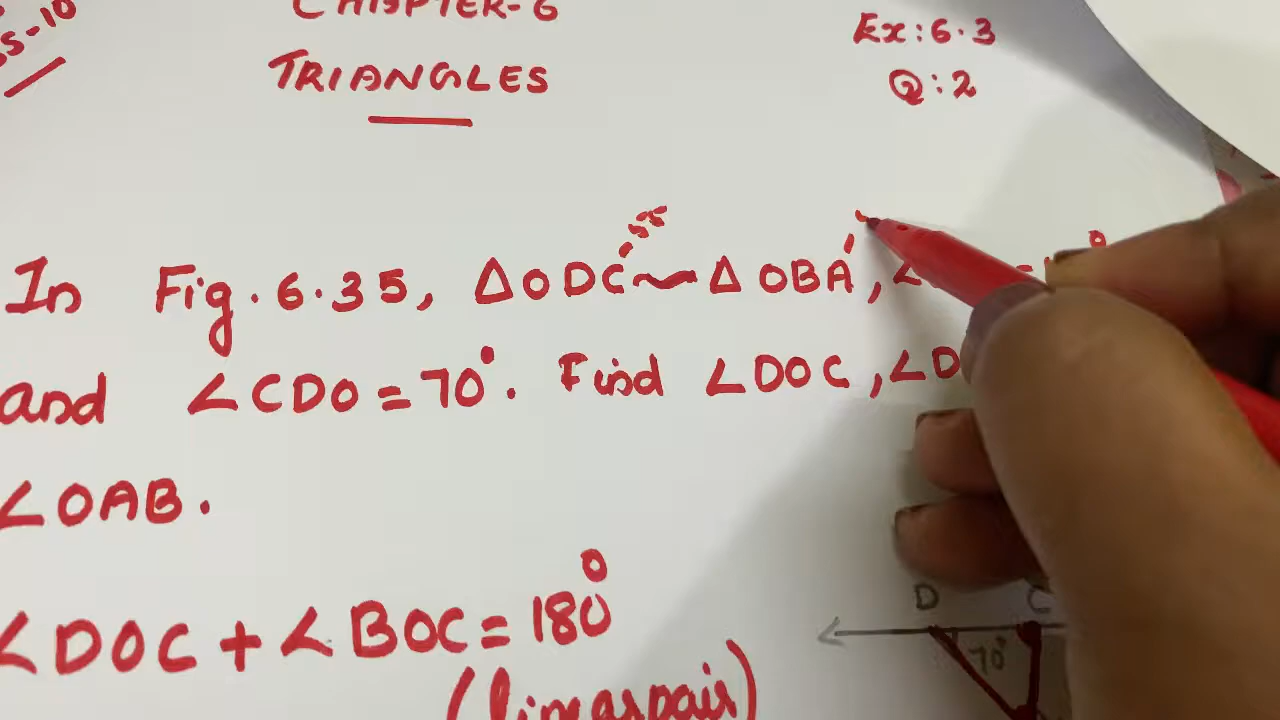 CHAPTER-6
TRIANGLES
Ex: 6.3
Q: 2
In Fig. 6.35, ΔODC ~ ΔOBA,
and ∠CDO = 70°. Find ∠DOC,
∠OAB.
∠DOC + ∠BOC = 180°
(linear pair)
55
D C
70°